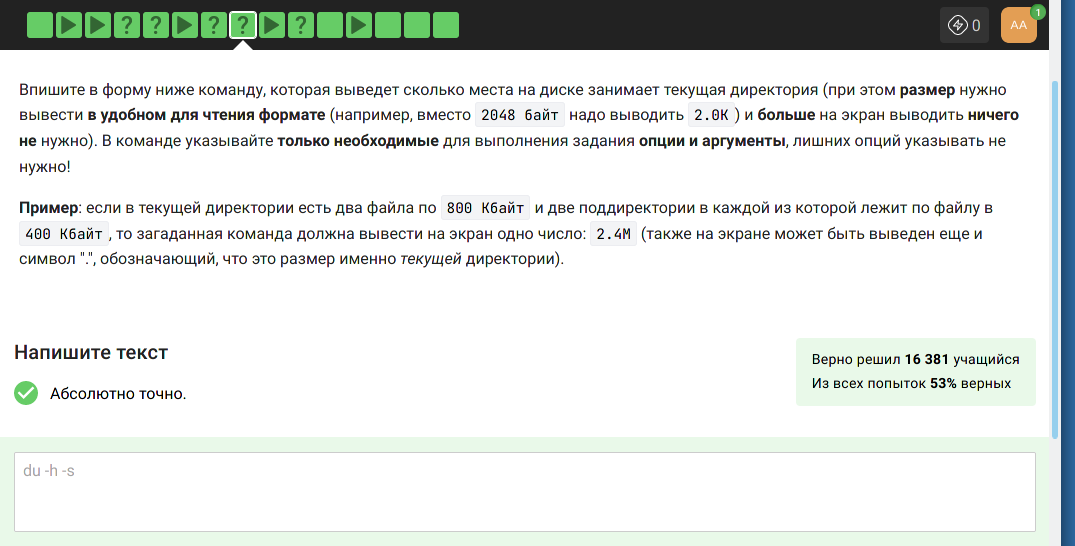 ? ? ? ? ?
0
AA
1
Впишите в форму ниже команду, которая выведет сколько места на диске занимает текущая директория (при этом размер нужно
вывести в удобном для чтения формате (например, вместо 2048 байт надо выводить 2.0K ) и больше на экран выводить ничего
не нужно). В команде указывайте только необходимые для выполнения задания опции и аргументы, лишних опций указывать не
нужно!
Пример: если в текущей директории есть два файла по 800 Кбайт и две поддиректории в каждой из которой лежит по файлу в
400 Кбайт , то загаданная команда должна вывести на экран одно число: 2.4M (также на экране может быть выведен еще и
символ ".", обозначающий, что это размер именно текущей директории).
Напишите текст
Абсолютно точно.
Верно решил 16 381 учащийся
Из всех попыток 53% верных
du -h -s